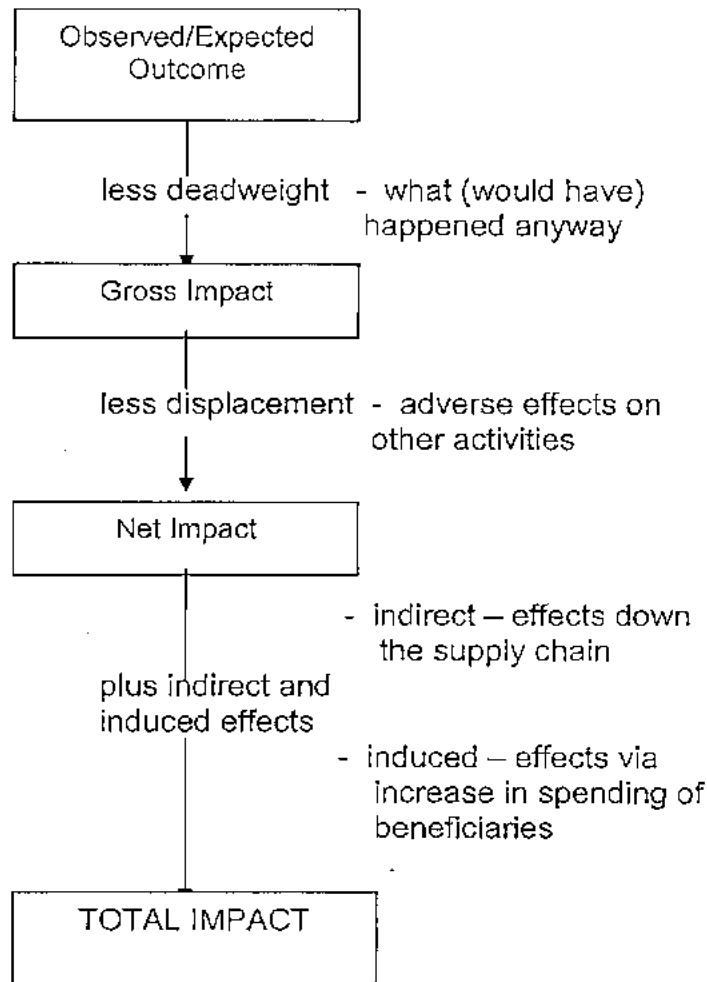 Observed/Expected
Outcome
less deadweight - what (would have)
happened anyway
Gross Impact
less displacement - adverse effects on
other activities
Net Impact
- indirect – effects down
the supply chain
plus indirect and
induced effects
- induced – effects via
increase in spending of
beneficiaries
TOTAL IMPACT